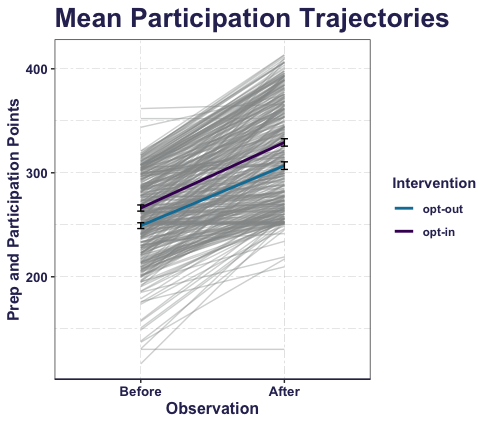 Mean Participation Trajectories
Prep and Participation Points
400
300
200
Before
After
Observation
Intervention
opt-out
opt-in